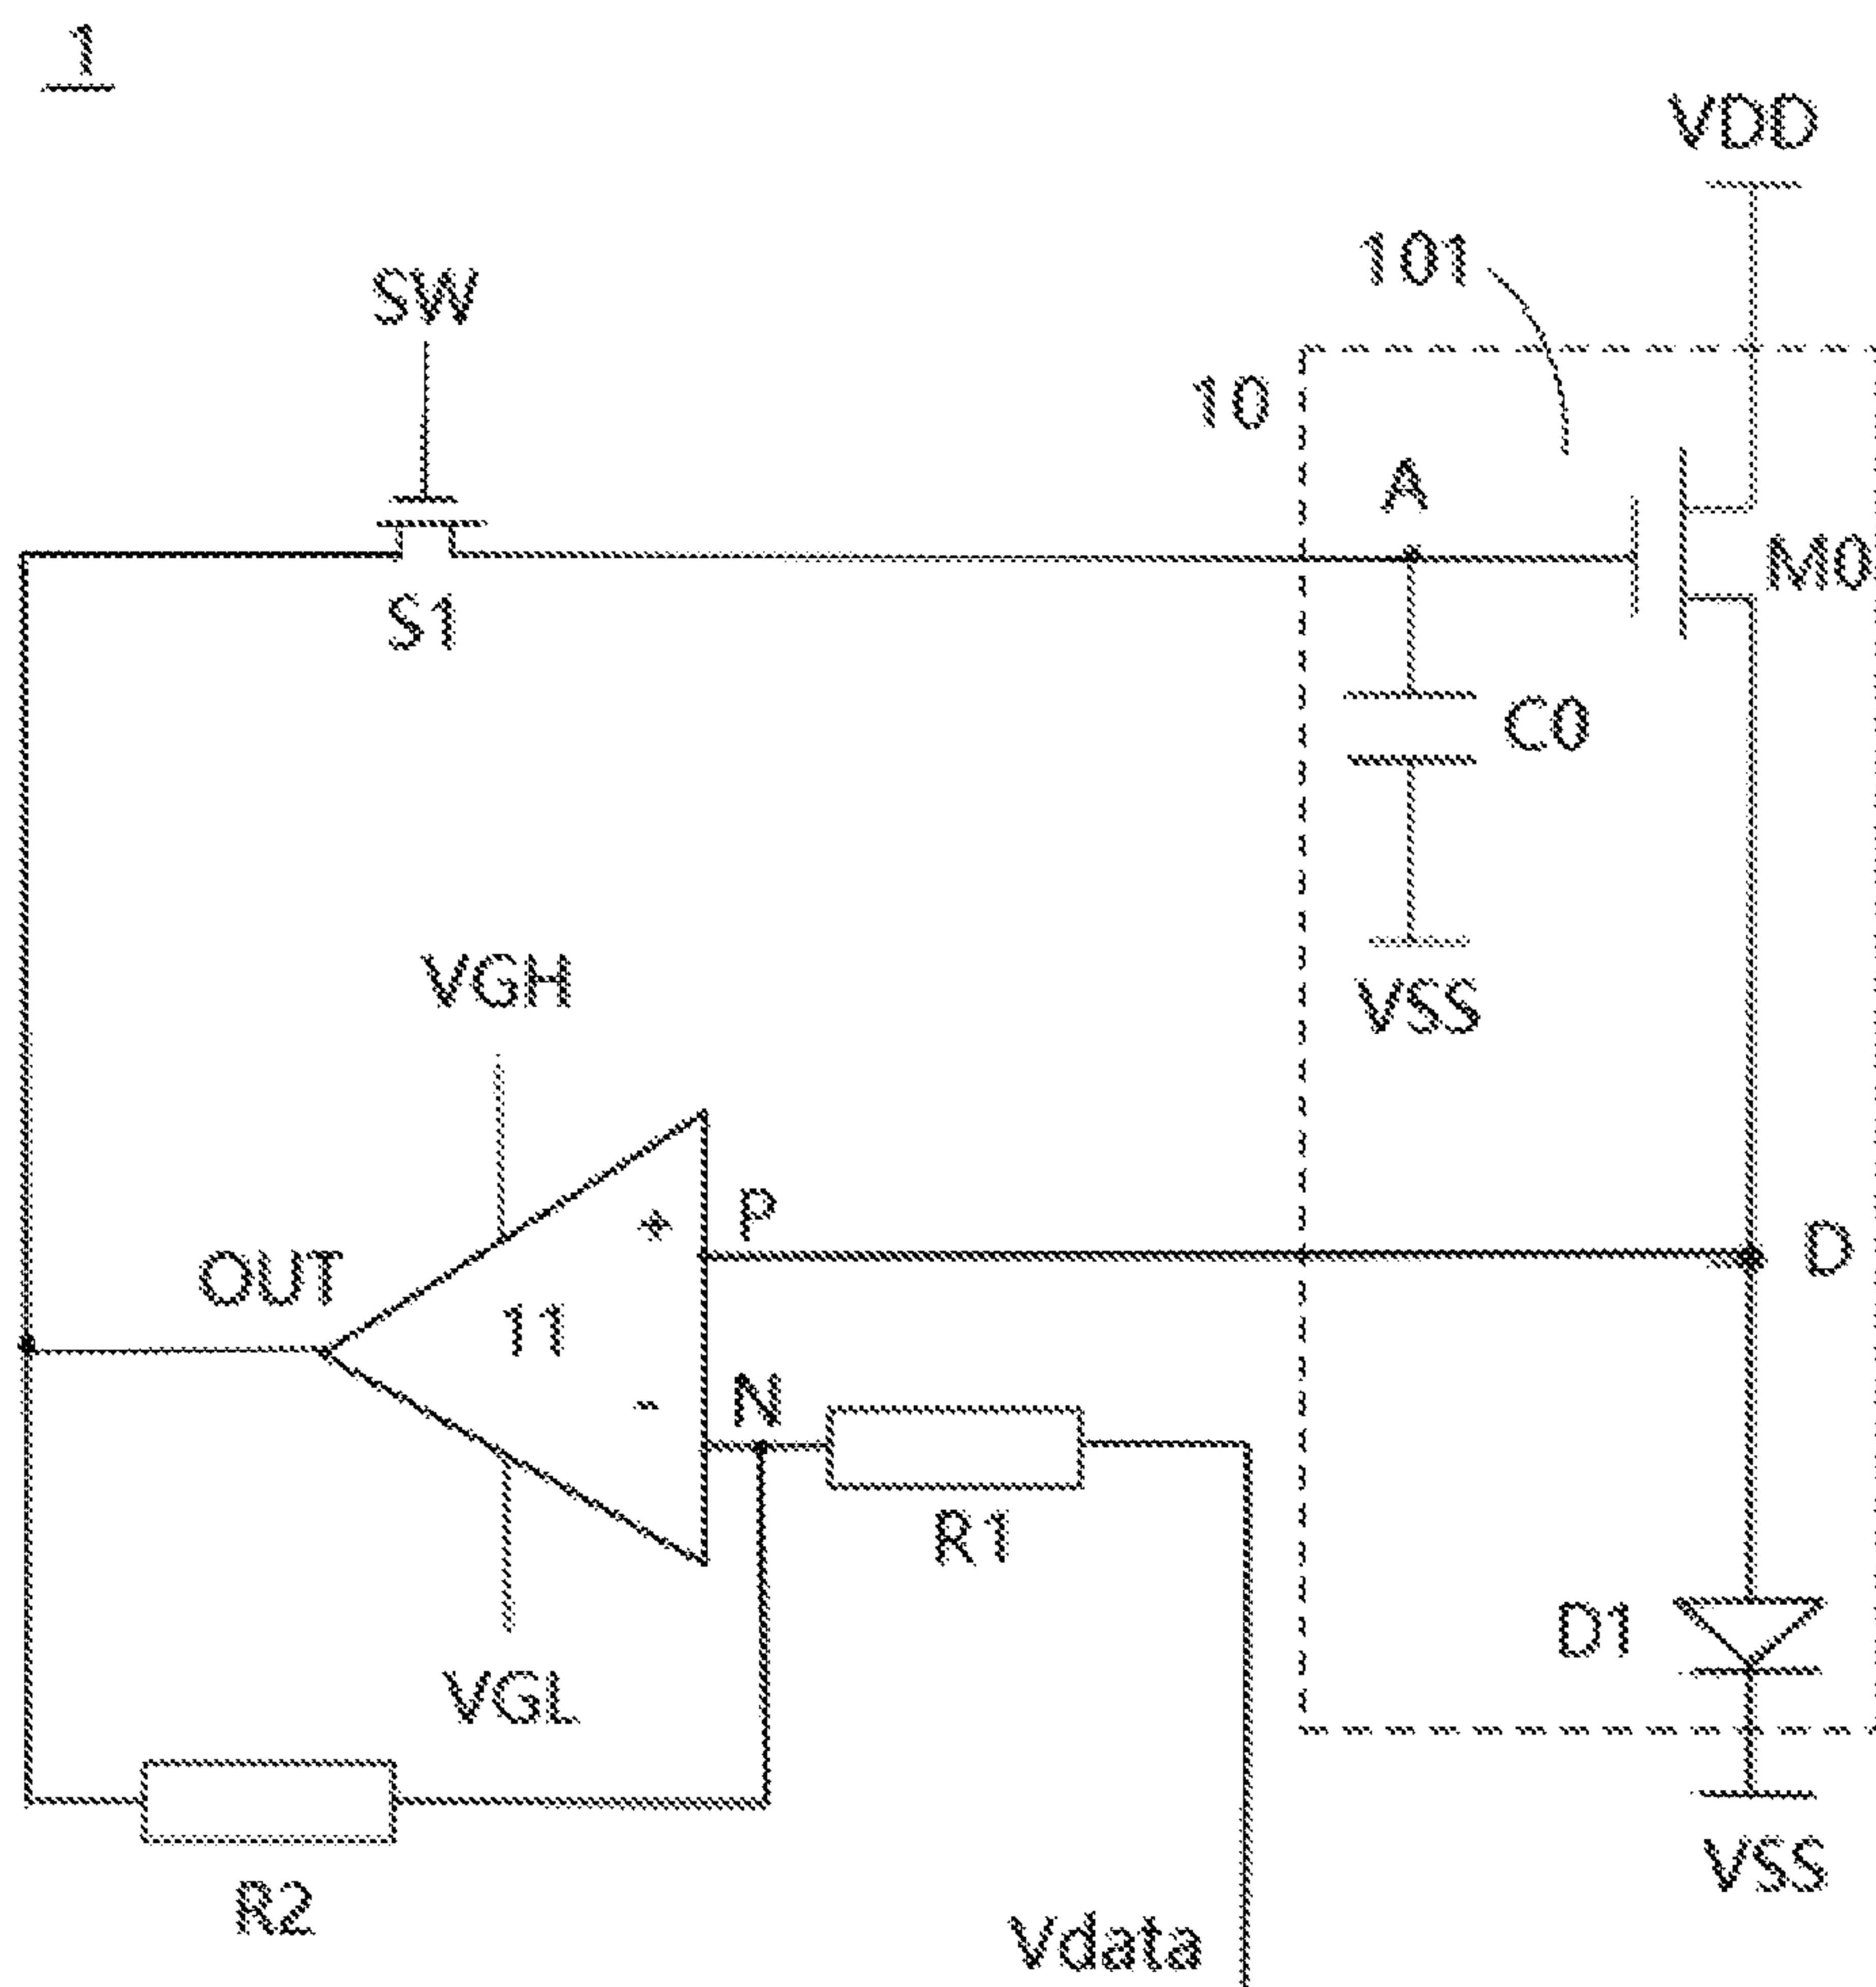 1
VDD
101
SW
10
A
M0
S1
C0
VGH
VSS
+
P
D
OUT
11
-
N
R1
D1
VGL
VSS
R2
Vdata